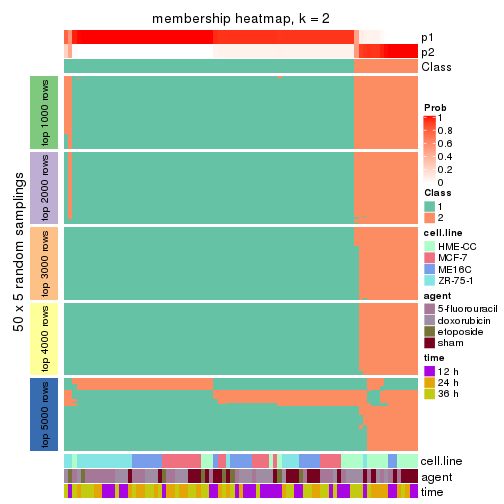 membership heatmap, k = 2
p1
p2
Class
50 x 5 random samplings
top 1000 rows
top 2000 rows
top 3000 rows
top 4000 rows
top 5000 rows
cell.line
agent
time
Prob
1
0.8
0.6
0.4
0.2
0
Class
1
2
cell.line
HME-CC
MCF-7
ME16C
ZR-75-1
agent
5-fluorouracil
doxorubicin
etoposide
sham
time
12 h
24 h
36 h